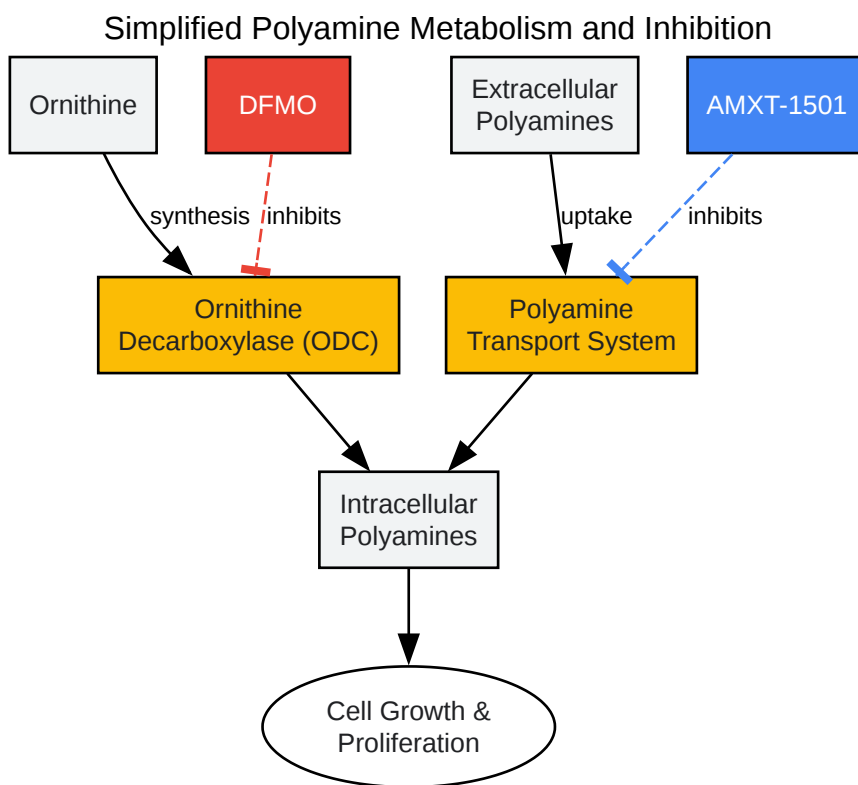 Simplified Polyamine Metabolism and Inhibition
Ornithine
DFMO
Extracellular
Polyamines
AMXT-1501
synthesis
inhibits
uptake
inhibits
Ornithine
Decarboxylase (ODC)
Polyamine
Transport System
Intracellular
Polyamines
Cell Growth &
Proliferation